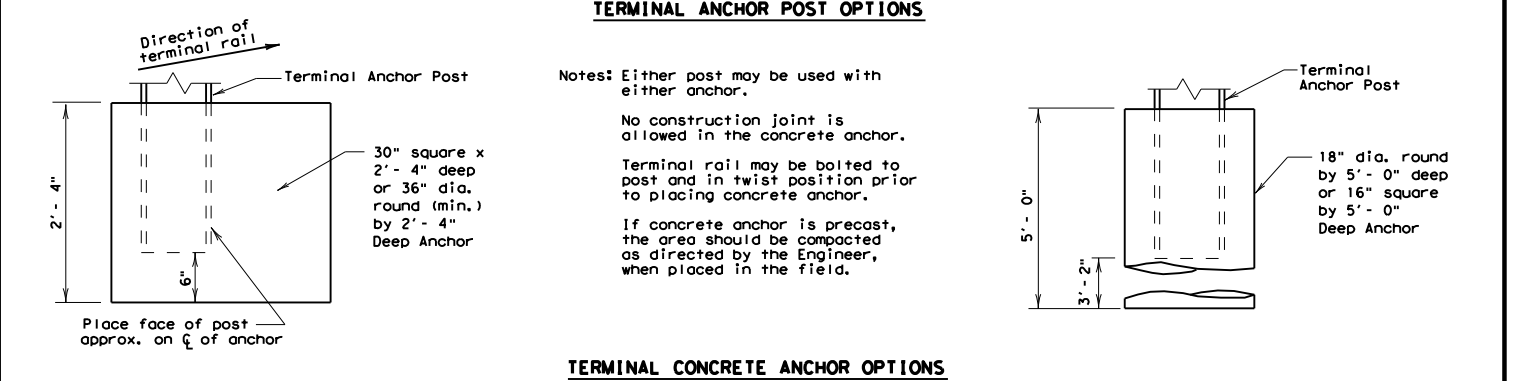 TERMINAL ANCHOR POST OPTIONS
Direction of
terminal rail
Terminal Anchor Post
2'- 4"
6"
30" square x
2'- 4" deep
or 36" dia.
round (min.)
by 2'- 4"
Deep Anchor
Place face of post
approx. on ℄ of anchor
Notes: Either post may be used with
either anchor.
No construction joint is
allowed in the concrete anchor.
Terminal rail may be bolted to
post and in twist position prior
to placing concrete anchor.
If concrete anchor is precast,
the area should be compacted
as directed by the Engineer,
when placed in the field.
Terminal
Anchor Post
5'- 0"
3'- 2"
18" dia. round
by 5'- 0" deep
or 16" square
by 5'- 0"
Deep Anchor
TERMINAL CONCRETE ANCHOR OPTIONS